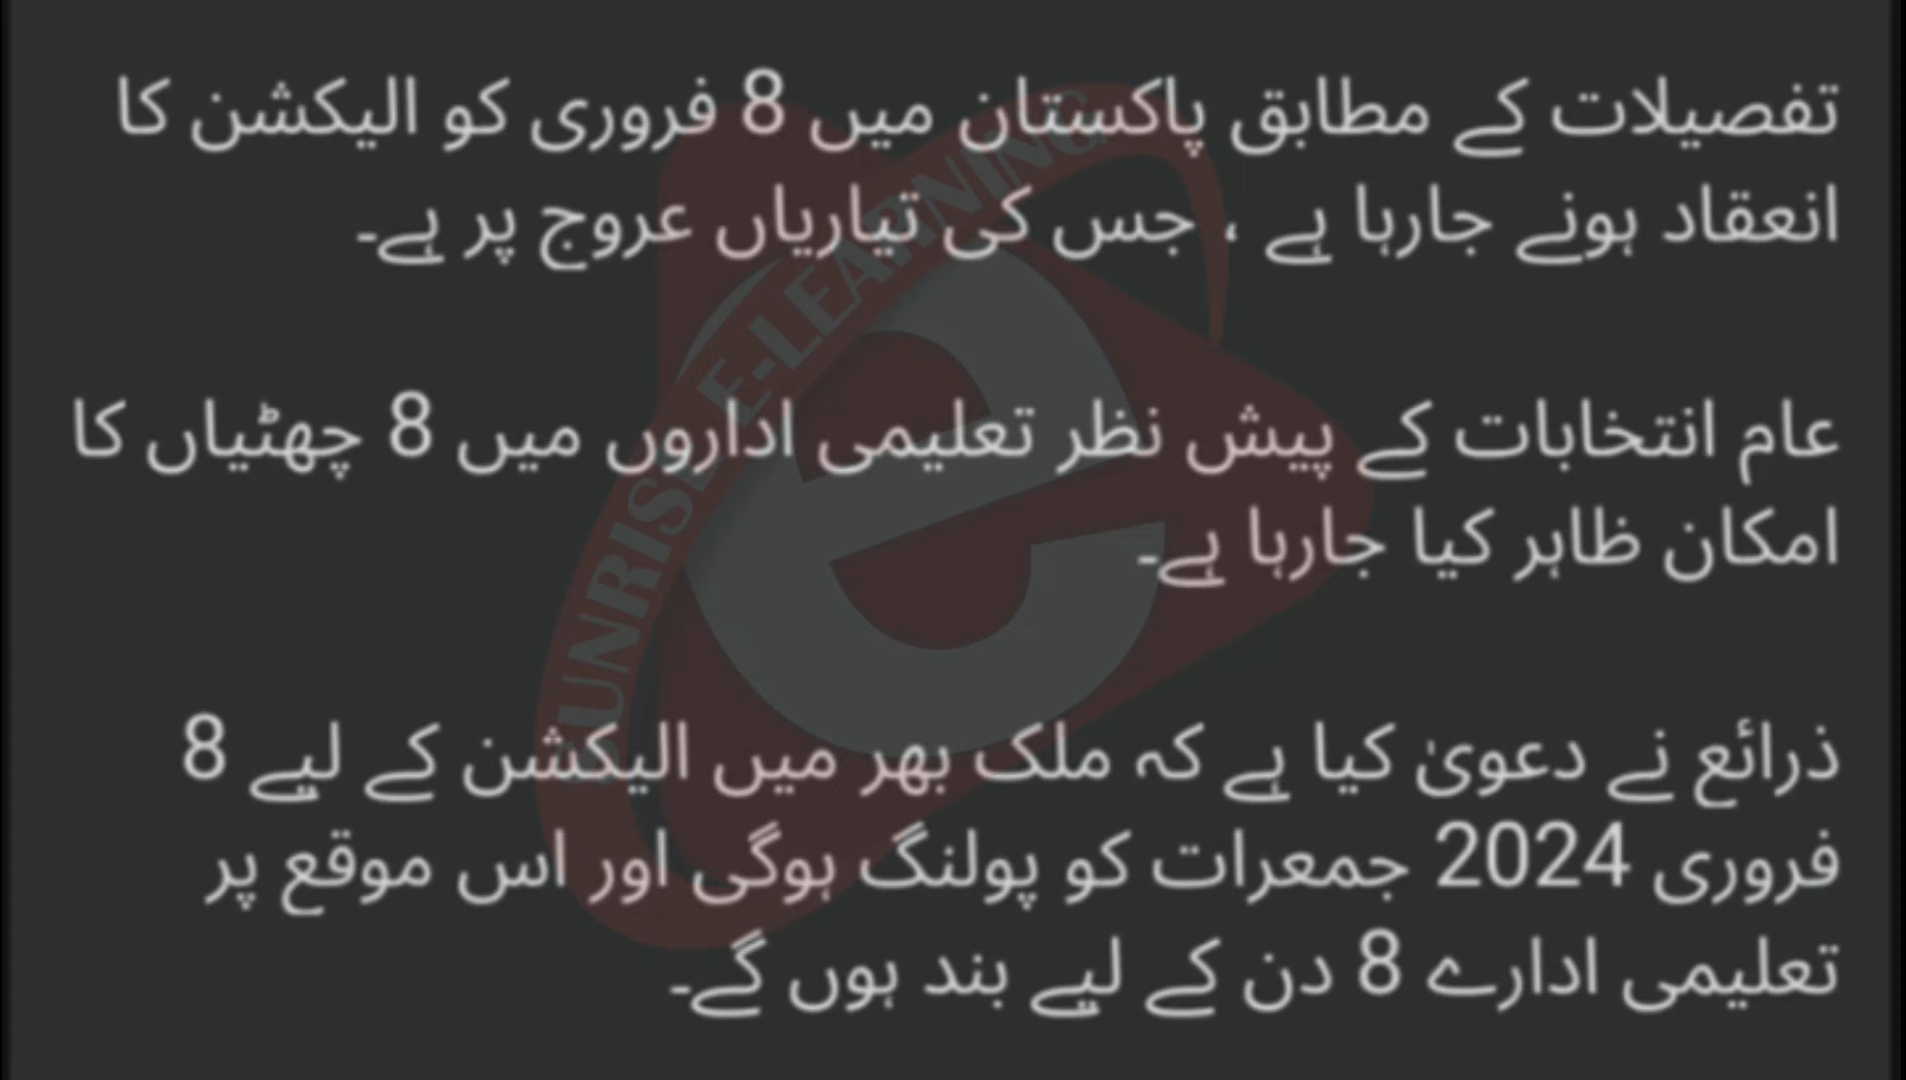 تفصیلات کے مطابق پاکستان میں 8 فروری کو الیکشن کا
انعقاد ہونے جارہا ہے ، جس کی تیاریاں عروج پر ہے۔
عام انتخابات کے پیش نظر تعلیمی اداروں میں 8 چھٹیاں کا
امکان ظاہر کیا جارہا ہے۔
ذرائع نے دعویٰ کیا ہے کہ ملک بھر میں الیکشن کے لیے 8
فروری 2024 جمعرات کو پولنگ ہوگی اور اس موقع پر
تعلیمی ادارے 8 دن کے لیے بند ہوں گے۔
SUNRISE E-LEARNING